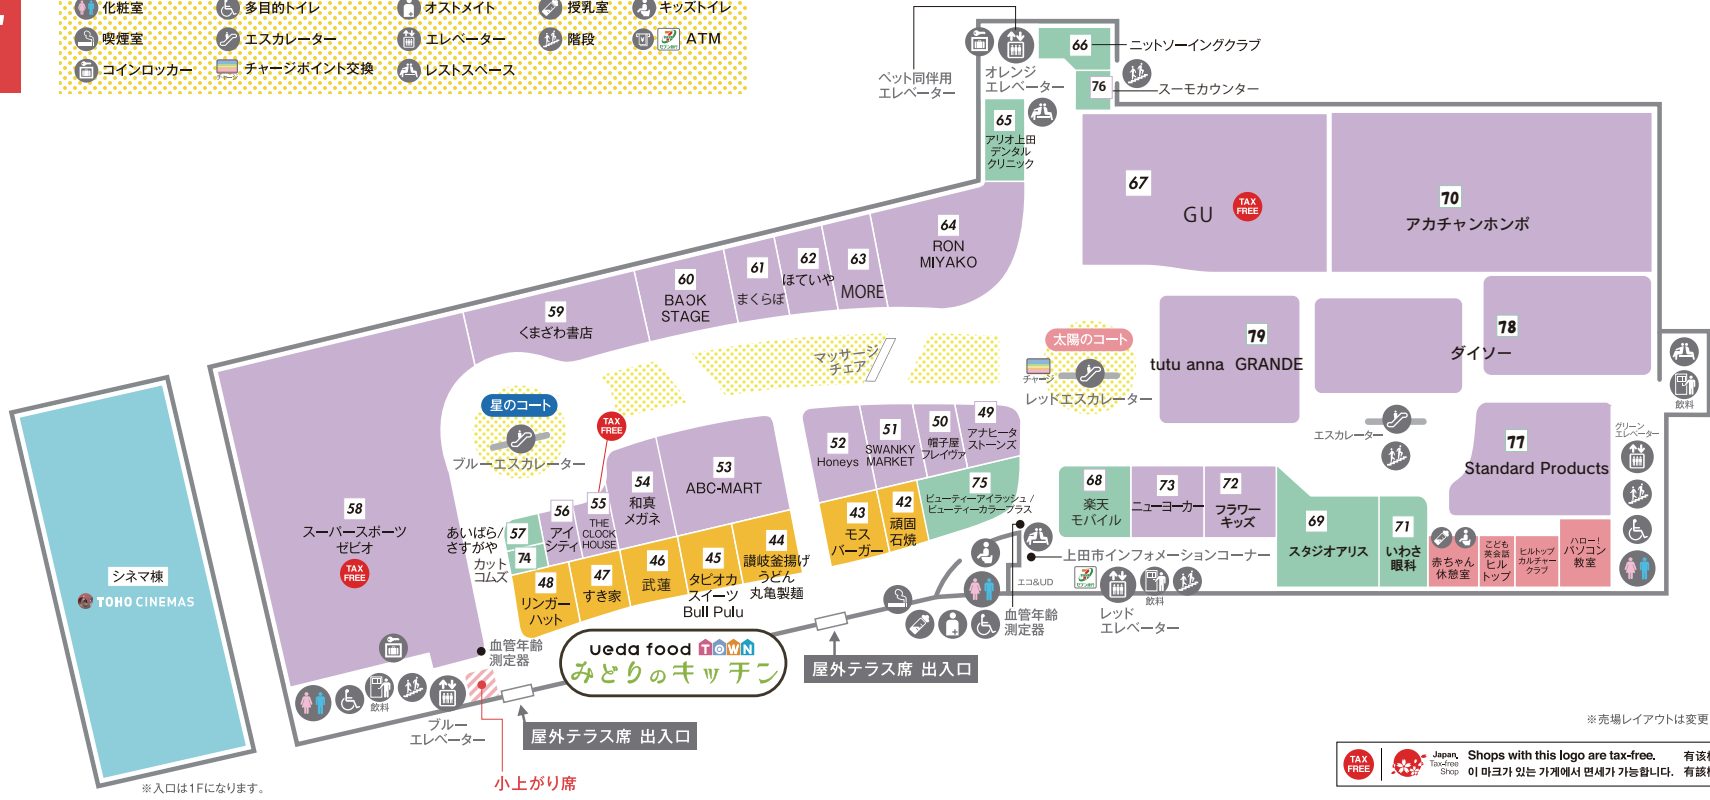 化粧室
多目的トイレ
オストメイト
授乳室
キッズトイレ
喫煙室
エスカレーター
エレベーター
階段
ATM
コインロッカー
チャージ
チャージポイント交換
レストスペース
ペット同伴用
エレベーター
オレンジ
エレベーター
66
ニットソーイングクラブ
76
スーモカウンター
65
アリオ上田
デンタル
クリニック
67
GU
TAX
FREE
70
アカチャンホンポ
64
RON
MIYAKO
63
MORE
62
ほていや
61
まくらぼ
60
BACK
STAGE
59
くまざわ書店
マッサージ
チェア
太陽のコート
チャージ
レッドエスカレーター
79
tutu anna GRANDE
78
ダイソー
飲料
星のコート
ブルーエスカレーター
TAX
FREE
エスカレーター
グリーン
エレベーター
77
Standard Products
シネマ棟
TOHO CINEMAS
※入口は1Fになります。
58
スーパースポーツ
ゼビオ
TAX
FREE
57
あいばら/
さすがや
74
カット
コムズ
56
アイ
シティ
55
THE
CLOCK
HOUSE
54
和真
メガネ
53
ABC-MART
52
Honeys
51
SWANKY
MARKET
50
帽子屋
フレイヴァ
49
アナヒータ
ストーンズ
75
ビューティーアイラッシュ /
ビューティーカラープラス
48
リンガー
ハット
47
すき家
46
武蓮
45
タピオカ
スイーツ
Bull Pulu
44
讃岐釜揚げ
うどん
丸亀製麺
43
モス
バーガー
42
頑固
石焼
68
楽天
モバイル
73
ニューヨーカー
72
フラワー
キッズ
69
スタジオアリス
71
いわさ
眼科
赤ちゃん
休憩室
こども
英会話
ヒル
トップ
ヒルトップ
カルチャー
クラブ
ハロー!
パソコン
教室
上田市インフォメーションコーナー
エコ&UD
飲料
レッド
エレベーター
血管年齢
測定器
血管年齢
測定器
ueda food TOWN
みどりのキッチン
屋外テラス席 出入口
屋外テラス席 出入口
飲料
ブルー
エレベーター
小上がり席
※売場レイアウトは変更
TAX
FREE
Japan.
Tax-free
Shop
Shops with this logo are tax-free.
이 마크가 있는 가게에서 면세가 가능합니다.